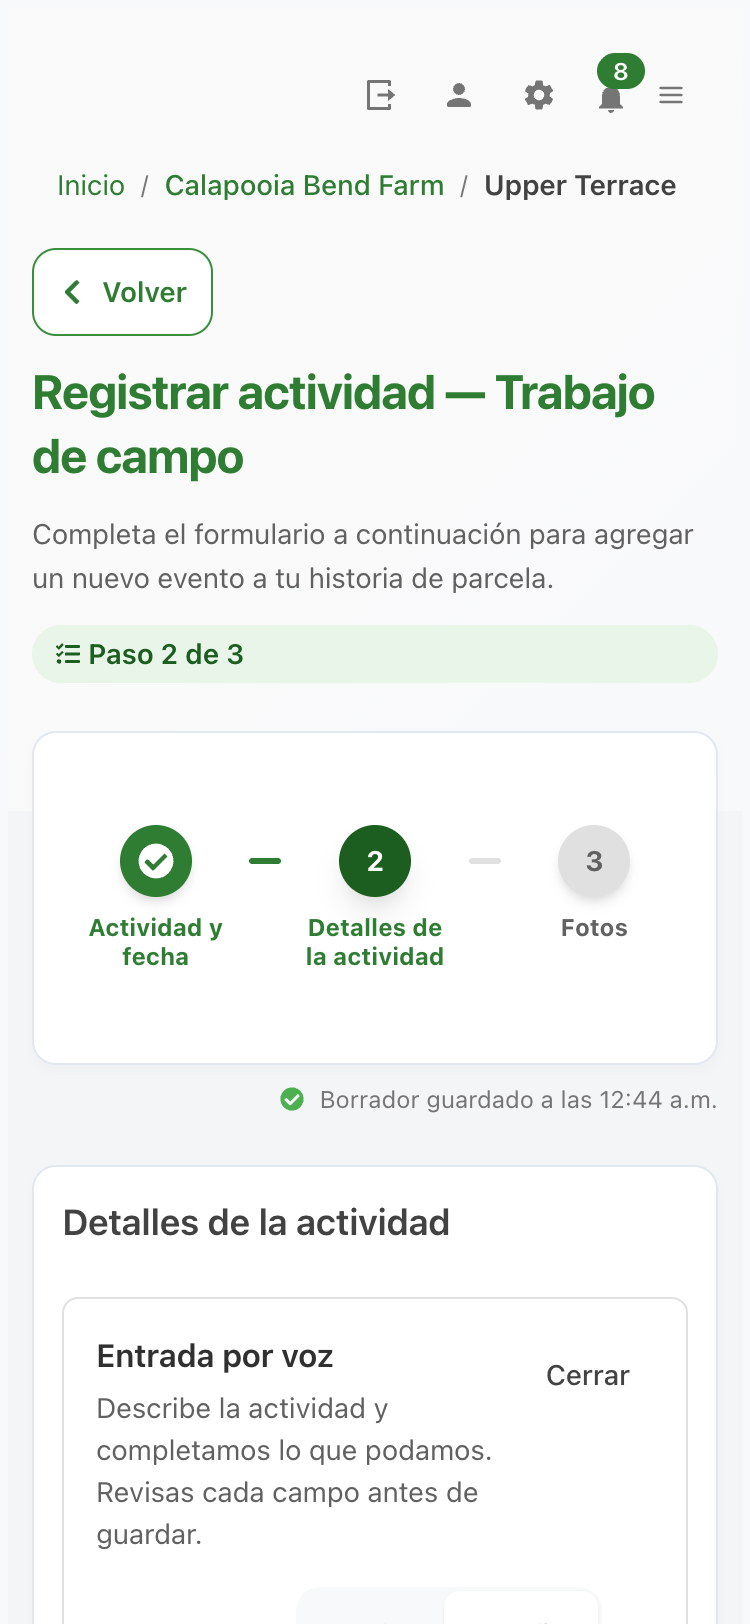 8
Inicio / Calapooia Bend Farm / Upper Terrace
Volver
Registrar actividad — Trabajo
de campo
Completa el formulario a continuación para agregar
un nuevo evento a tu historia de parcela.
Paso 2 de 3
2
3
Actividad y
fecha
Detalles de
la actividad
Fotos
Borrador guardado a las 12:44 a.m.
Detalles de la actividad
Entrada por voz
Cerrar
Describe la actividad y
completamos lo que podamos.
Revisas cada campo antes de
guardar.